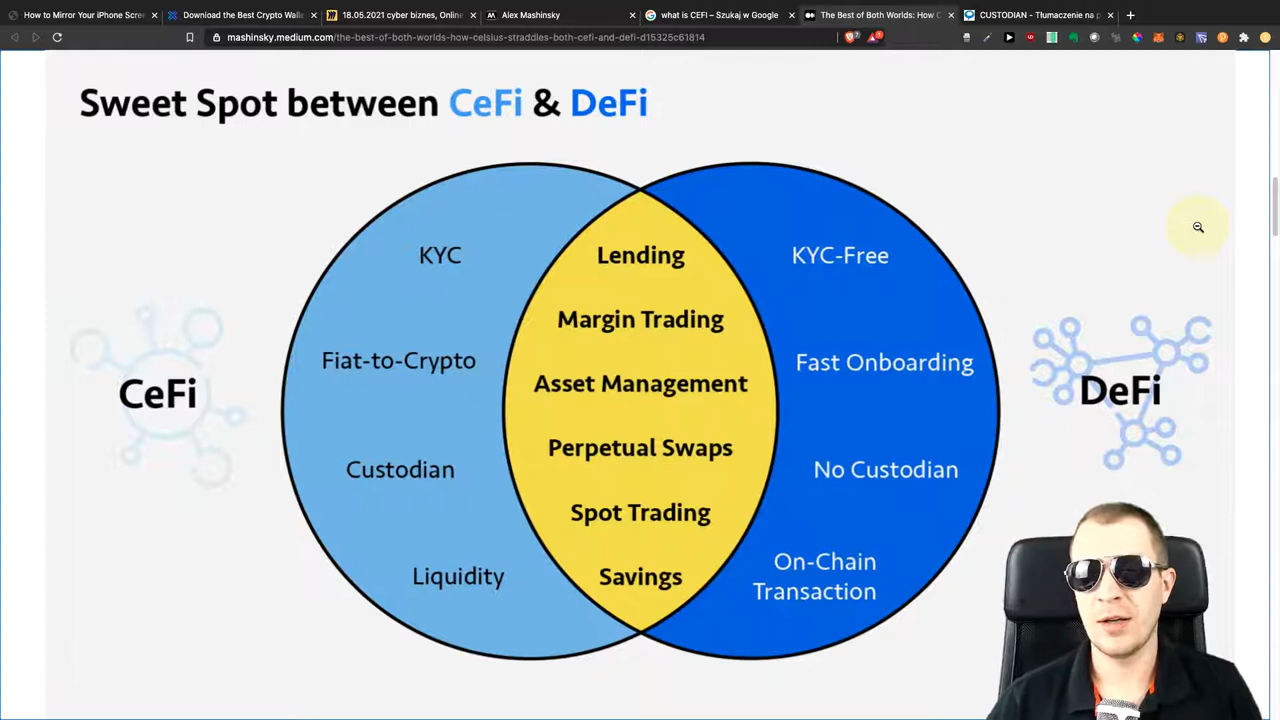 How to Mirror Your iPhone Scree
Download the Best Crypto Walle
18.05.2021 cyber biznes, Online
Alex Mashinsky
what is CEFI – Szukaj w Google
The Best of Both Worlds: How C
CUSTODIAN - Tłumaczenie na p
mashinsky.medium.com/the-best-of-both-worlds-how-celsius-straddles-both-cefi-and-defi-d15325c61814
Sweet Spot between CeFi & DeFi
KYC
Lending
KYC-Free
Margin Trading
Fiat-to-Crypto
Fast Onboarding
Asset Management
CeFi
DeFi
Perpetual Swaps
Custodian
No Custodian
Spot Trading
Liquidity
Savings
On-Chain
Transaction